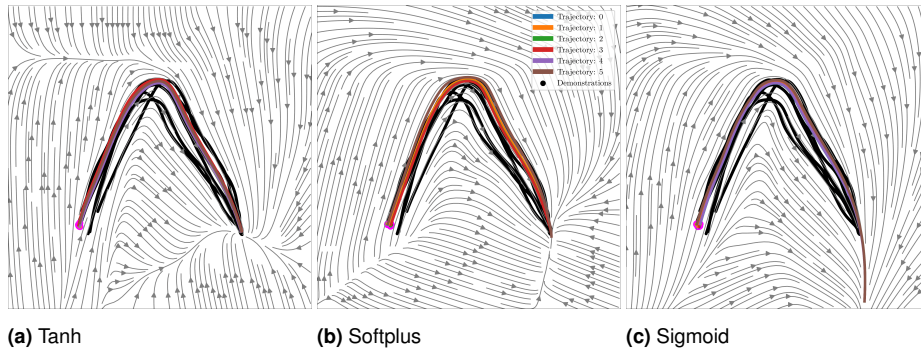 Trajectory: 0
Trajectory: 1
Trajectory: 2
Trajectory: 3
Trajectory: 4
Trajectory: 5
Demonstrations
(a) Tanh
(b) Softplus
(c) Sigmoid